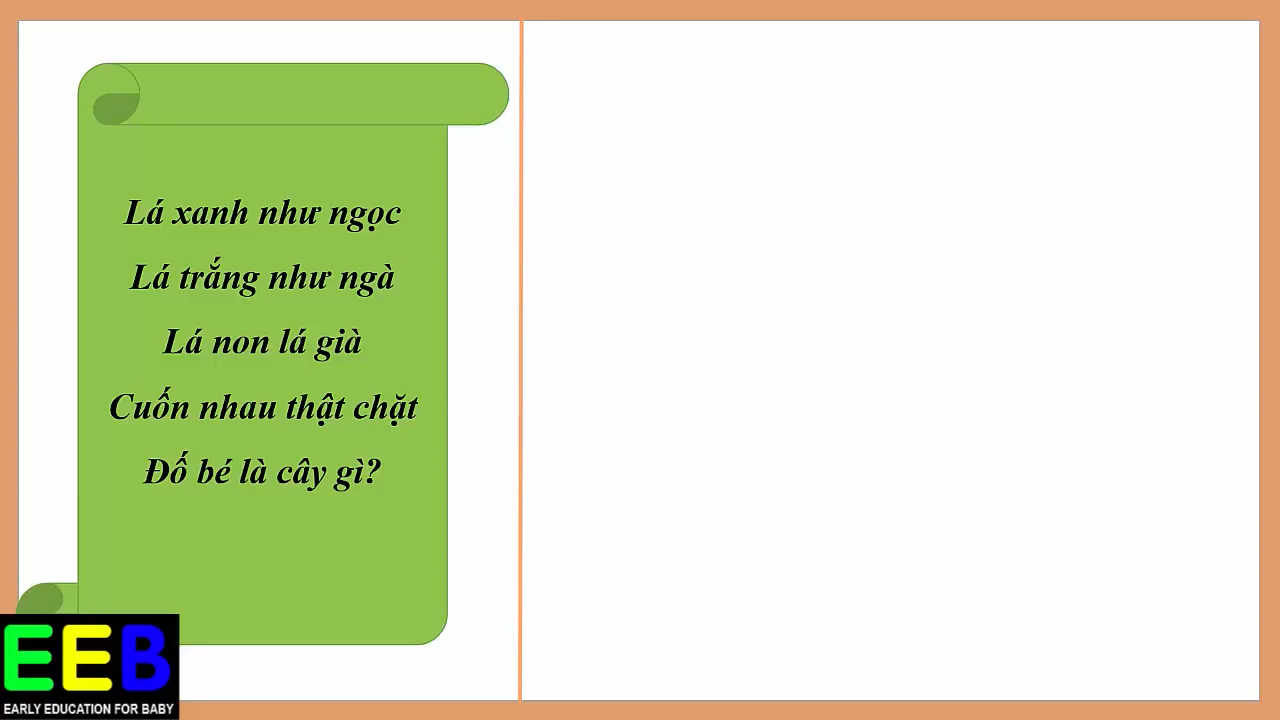 Lá xanh như ngọc
Lá trắng như ngà
Lá non lá già
Cuốn nhau thật chặt
Đố bé là cây gì?
EEB
EARLY EDUCATION FOR BABY